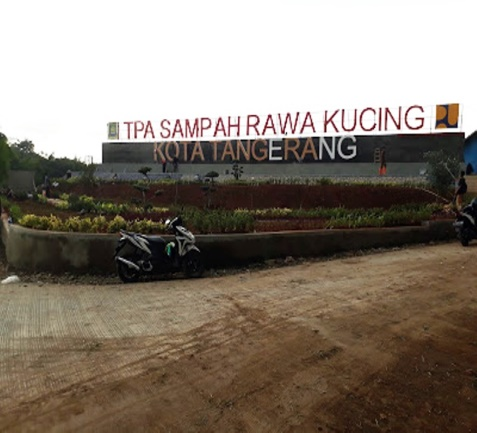 TPA SAMPAH RAWA KUCING
KOTA TANGERANG